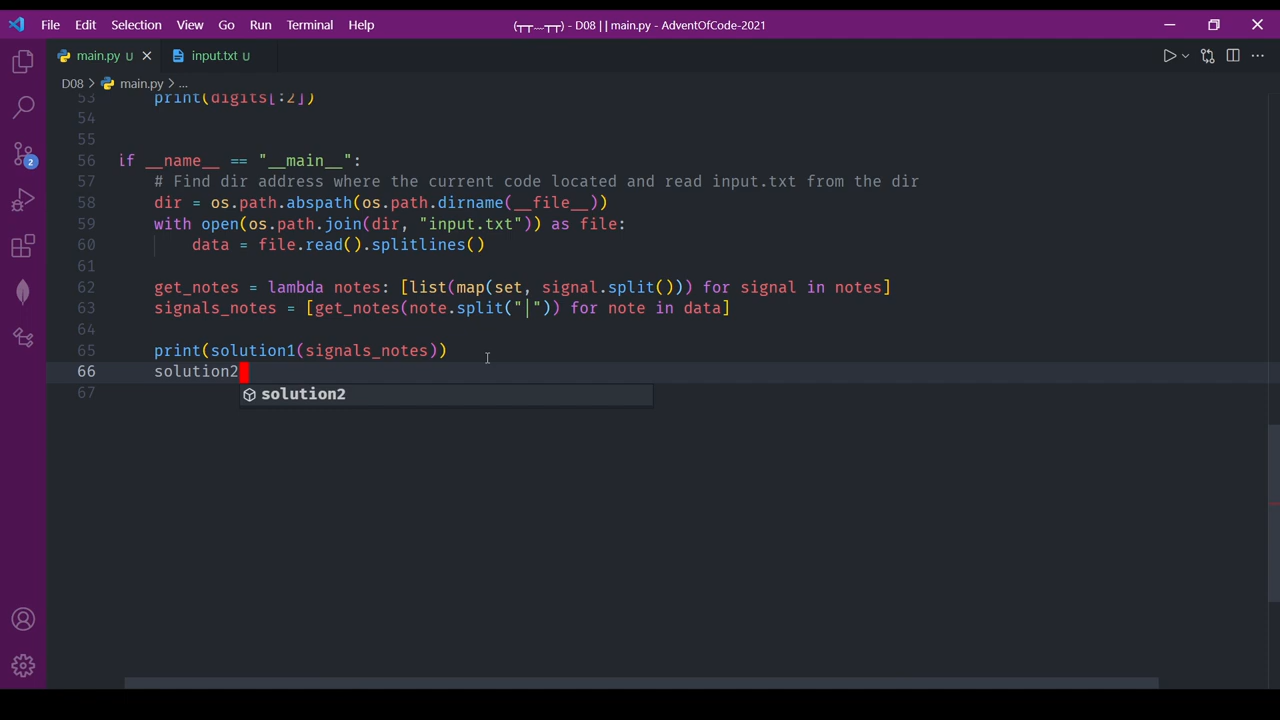 File Edit Selection View Go Run Terminal Help (┬┬﹏┬┬) - D08 || main.py - AdventOfCode-2021
main.py U input.txt U
D08 > main.py > ...
53 print(digits[:2])
54
55
56 if __name__ == "__main__":
57 # Find dir address where the current code located and read input.txt from the dir
58 dir = os.path.abspath(os.path.dirname(__file__))
59 with open(os.path.join(dir, "input.txt")) as file:
60 data = file.read().splitlines()
61
62 get_notes = lambda notes: [list(map(set, signal.split())) for signal in notes]
63 signals_notes = [get_notes(note.split("|")) for note in data]
64
65 print(solution1(signals_notes))
66 solution2
solution2
67
2